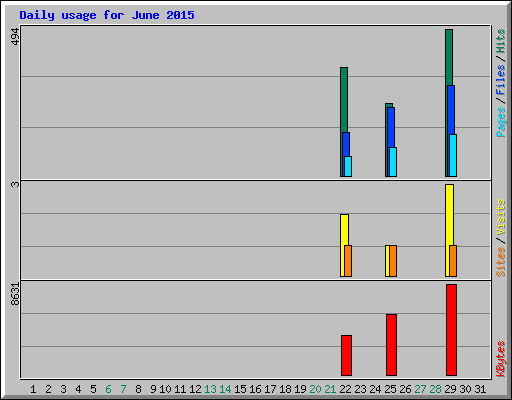 Daily usage for June 2015
494
3
8631
Pages / Files / Hits
Sites / Visits
KBytes
1 2 3 4 5 6 7 8 9 10 11 12 13 14 15 16 17 18 19 20 21 22 23 24 25 26 27 28 29 30 31